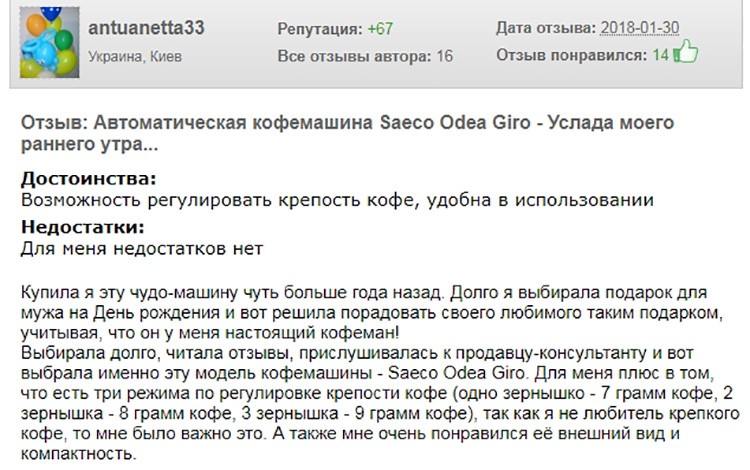 antuanetta33
Репутация: +67
Дата отзыва: 2018-01-30
Украина, Киев
Все отзывы автора: 16
Отзыв понравился: 14
Отзыв: Автоматическая кофемашина Saeco Odea Giro - Услада моего
раннего утра...
Достоинства:
Возможность регулировать крепость кофе, удобна в использовании
Недостатки:
Для меня недостатков нет
Купила я эту чудо-машину чуть больше года назад. Долго я выбирала подарок для
мужа на День рождения и вот решила порадовать своего любимого таким подарком,
учитывая, что он у меня настоящий кофеман!
Выбирала долго, читала отзывы, прислушивалась к продавцу-консультанту и вот
выбрала именно эту модель кофемашины - Saeco Odea Giro. Для меня плюс в том,
что есть три режима по регулировке крепости кофе (одно зернышко - 7 грамм кофе, 2
зернышка - 8 грамм кофе, 3 зернышка - 9 грамм кофе), так как я не любитель крепкого
кофе, то мне было важно это. А также мне очень понравился её внешний вид и
компактность.